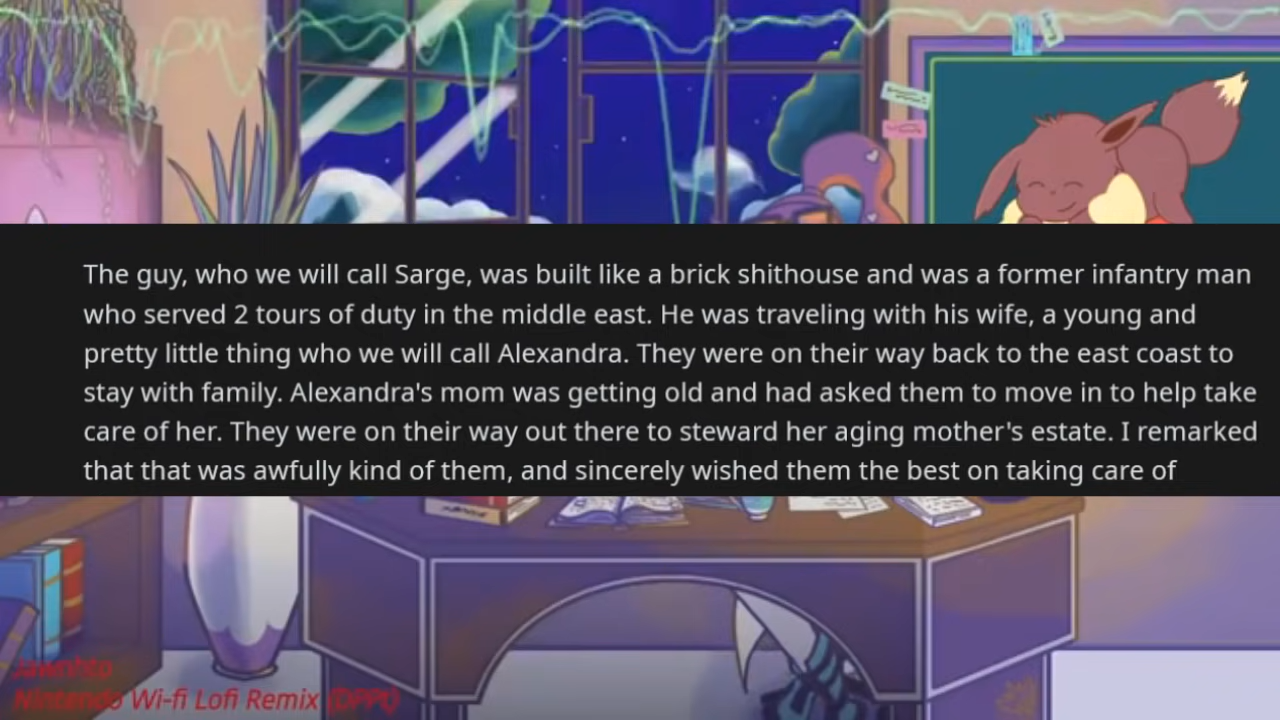 The guy, who we will call Sarge, was built like a brick shithouse and was a former infantry man
who served 2 tours of duty in the middle east. He was traveling with his wife, a young and
pretty little thing who we will call Alexandra. They were on their way back to the east coast to
stay with family. Alexandra's mom was getting old and had asked them to move in to help take
care of her. They were on their way out there to steward her aging mother's estate. I remarked
that that was awfully kind of them, and sincerely wished them the best on taking care of
Nintendo Wi-fi Lofi Remix (DPPt)